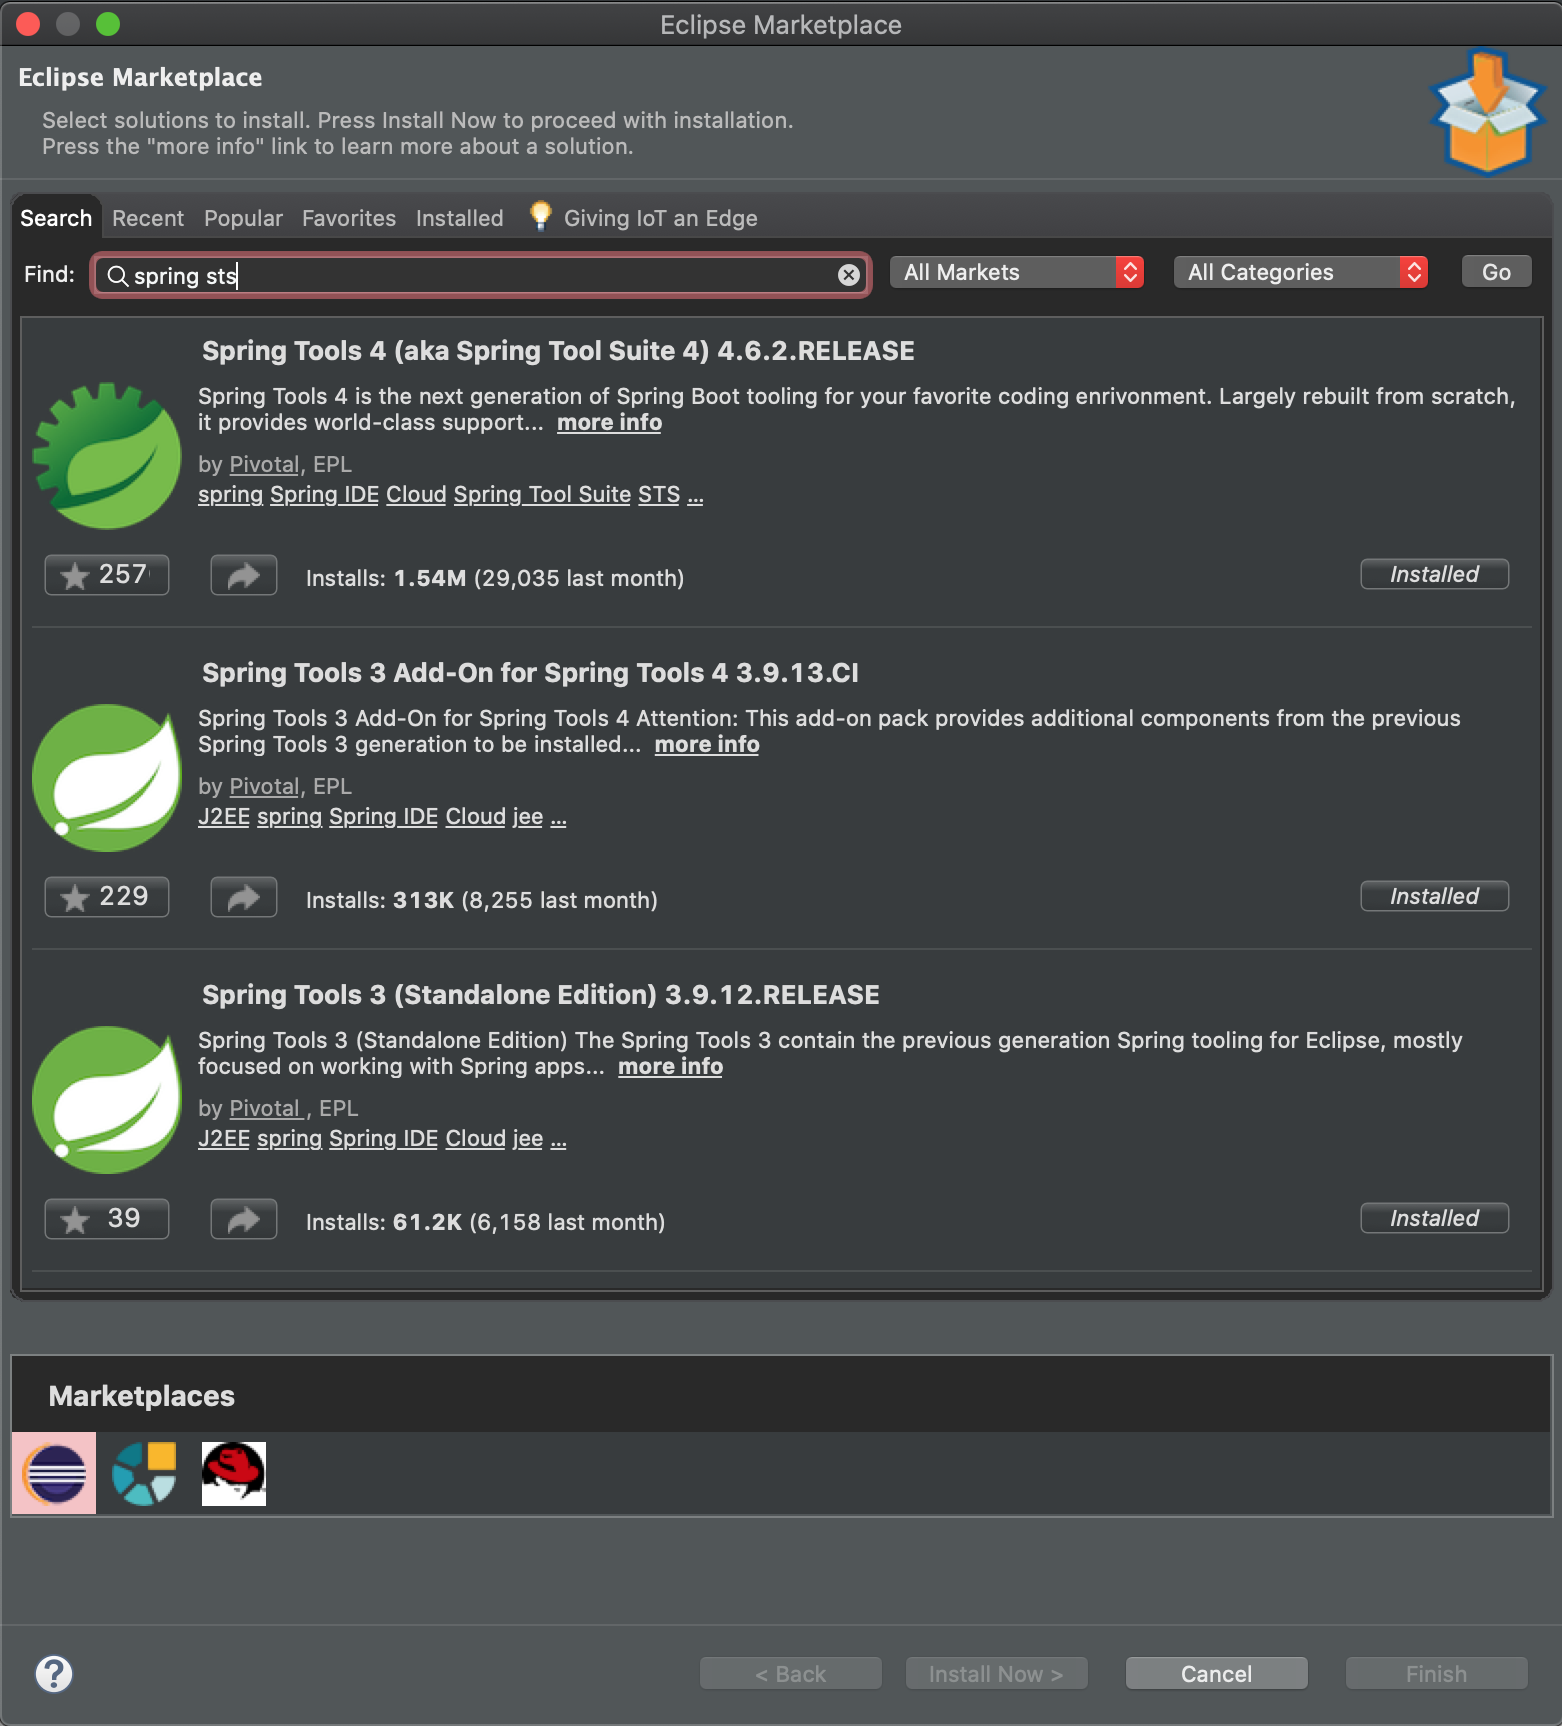 Eclipse Marketplace
Eclipse Marketplace
Select solutions to install. Press Install Now to proceed with installation.
Press the "more info" link to learn more about a solution.
Search Recent Popular Favorites Installed Giving IoT an Edge
Find: spring sts All Markets All Categories Go
Spring Tools 4 (aka Spring Tool Suite 4) 4.6.2.RELEASE
Spring Tools 4 is the next generation of Spring Boot tooling for your favorite coding enrivonment. Largely rebuilt from scratch,
it provides world-class support... more info
by Pivotal, EPL
spring Spring IDE Cloud Spring Tool Suite STS ...
257 Installs: 1.54M (29,035 last month) Installed
Spring Tools 3 Add-On for Spring Tools 4 3.9.13.CI
Spring Tools 3 Add-On for Spring Tools 4 Attention: This add-on pack provides additional components from the previous
Spring Tools 3 generation to be installed... more info
by Pivotal, EPL
J2EE spring Spring IDE Cloud jee ...
229 Installs: 313K (8,255 last month) Installed
Spring Tools 3 (Standalone Edition) 3.9.12.RELEASE
Spring Tools 3 (Standalone Edition) The Spring Tools 3 contain the previous generation Spring tooling for Eclipse, mostly
focused on working with Spring apps... more info
by Pivotal , EPL
J2EE spring Spring IDE Cloud jee ...
39 Installs: 61.2K (6,158 last month) Installed
Marketplaces
? < Back Install Now > Cancel Finish